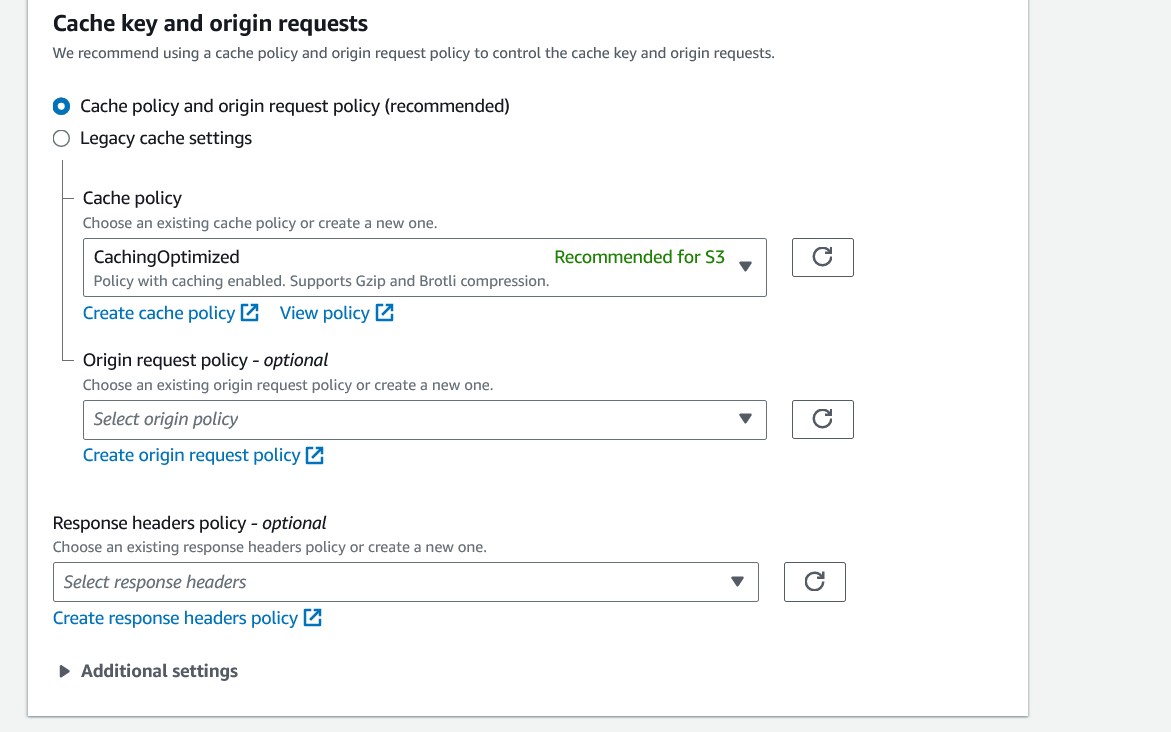 Cache key and origin requests
We recommend using a cache policy and origin request policy to control the cache key and origin requests.
Cache policy and origin request policy (recommended)
Legacy cache settings
Cache policy
Choose an existing cache policy or create a new one.
CachingOptimized Recommended for S3
Policy with caching enabled. Supports Gzip and Brotli compression.
Create cache policy View policy
Origin request policy - optional
Choose an existing origin request policy or create a new one.
Select origin policy
Create origin request policy
Response headers policy - optional
Choose an existing response headers policy or create a new one.
Select response headers
Create response headers policy
Additional settings